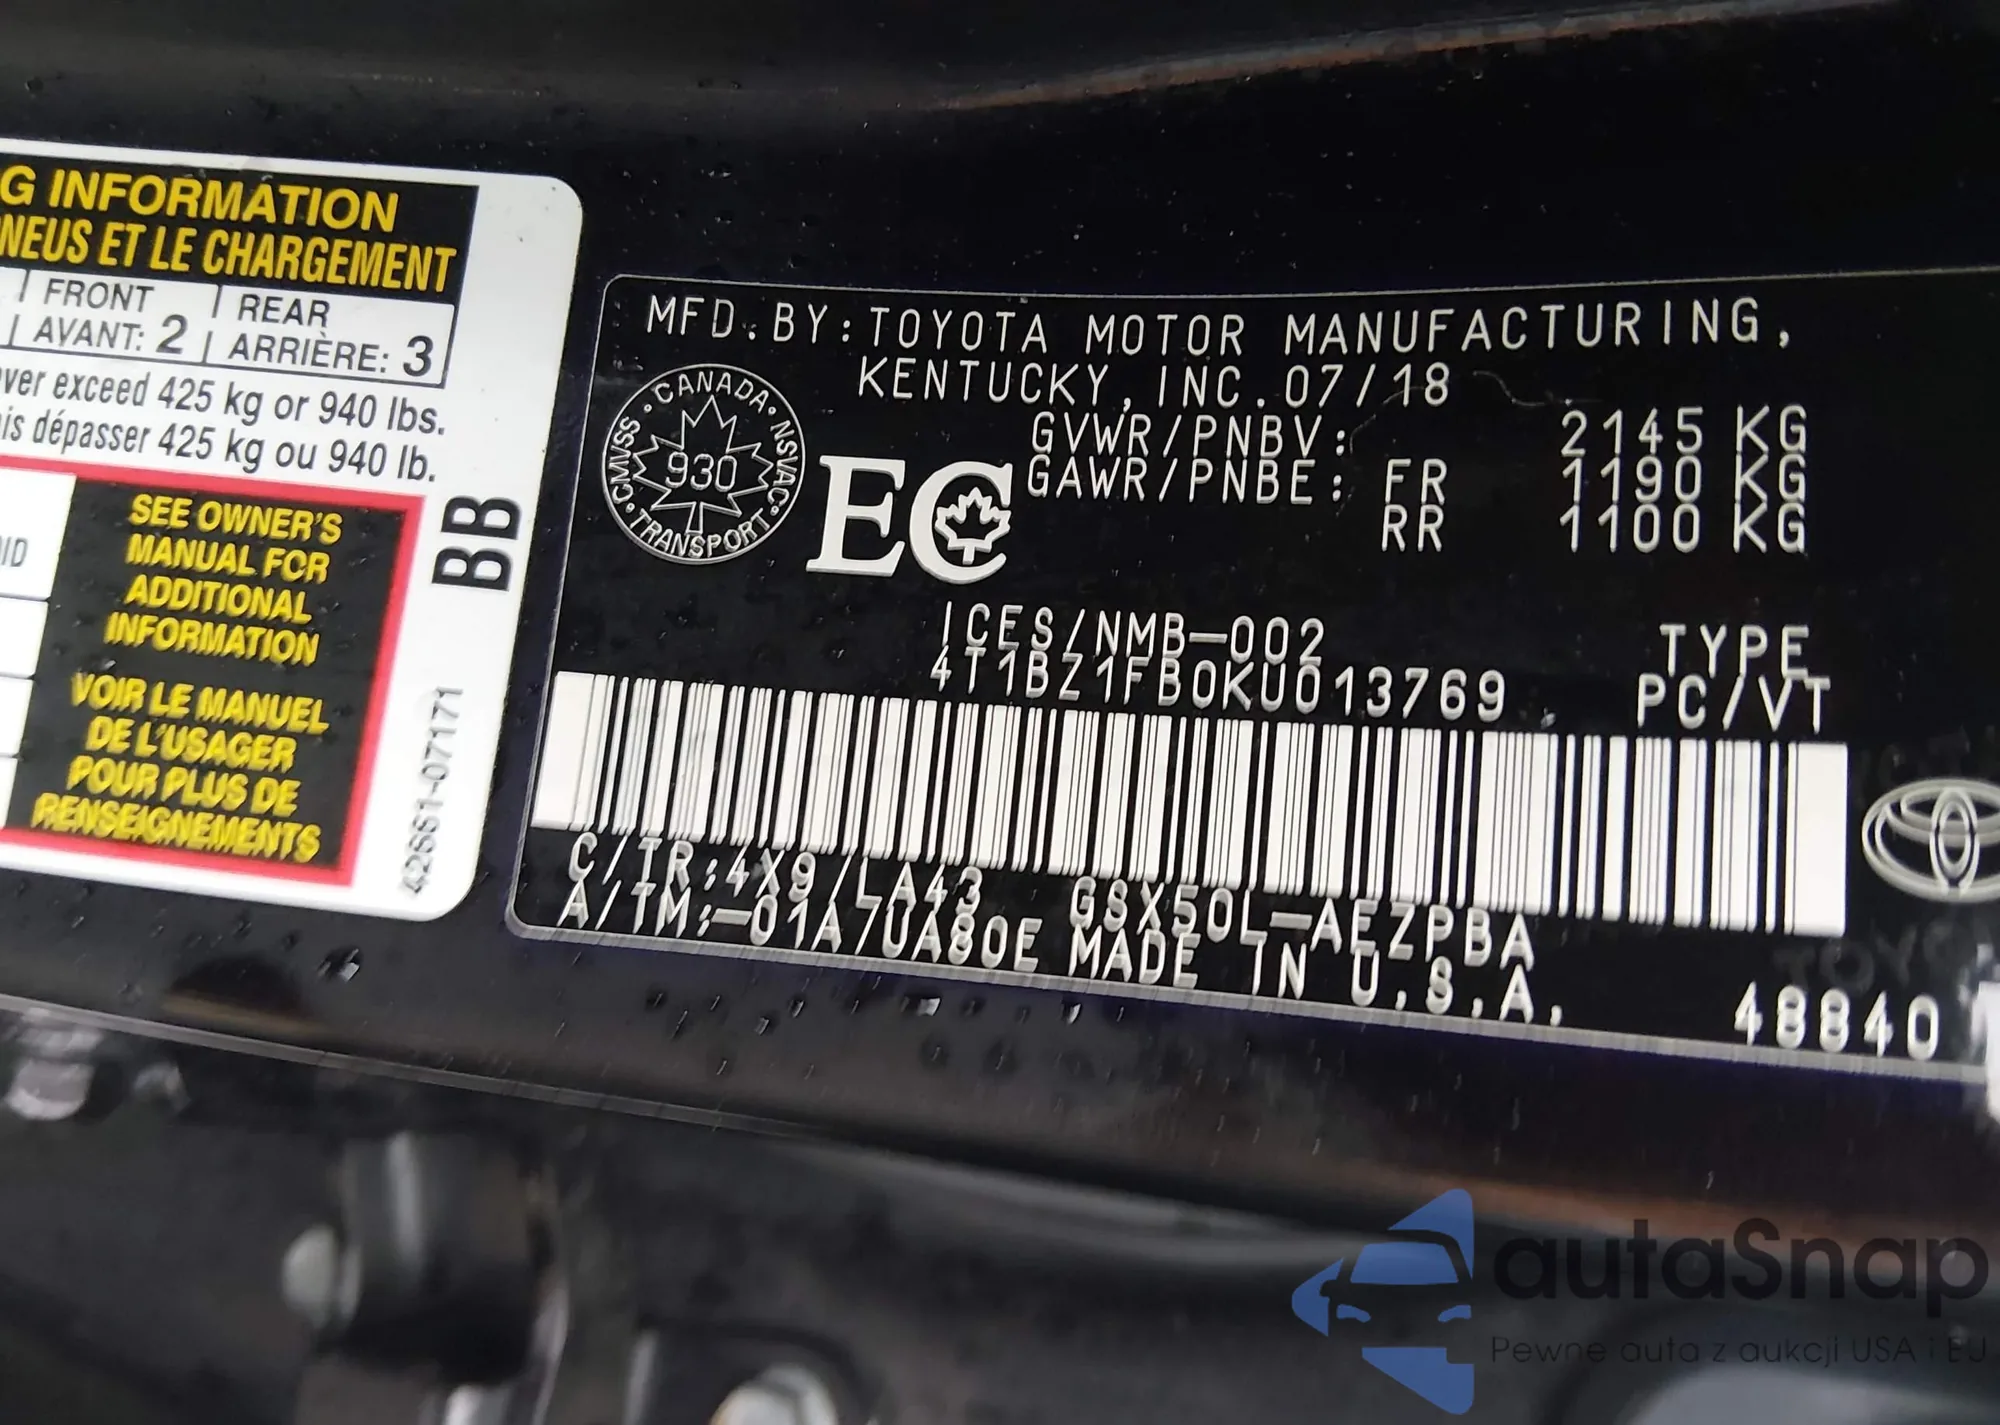 G INFORMATION
NEUS ET LE CHARGEMENT
FRONT
AVANT: 2
REAR
ARRIÈRE: 3
ver exceed 425 kg or 940 lbs.
is dépasser 425 kg ou 940 lb.
SEE OWNER'S
MANUAL FOR
ADDITIONAL
INFORMATION
VOIR LE MANUEL
DE L'USAGER
POUR PLUS DE
RENSEIGNEMENTS
BB
42661-07171
MFD.BY:TOYOTA MOTOR MANUFACTURING,
KENTUCKY, INC.07/18
CANADA · NSVAC · TRANSPORT · CMVSS
930
EC
GVWR/PNBV: 2145 KG
GAWR/PNBE: FR 1190 KG
RR 1100 KG
ICES/NMB-002
4T1BZ1FB0KU013769
TYPE
PC/VT
C/TR:4X9/LA43 GSX50L-AEZPBA
A/TM:-01A/UA80E MADE IN U.S.A.
48840
autaSnap
Pewne auta z aukcji USA i EU